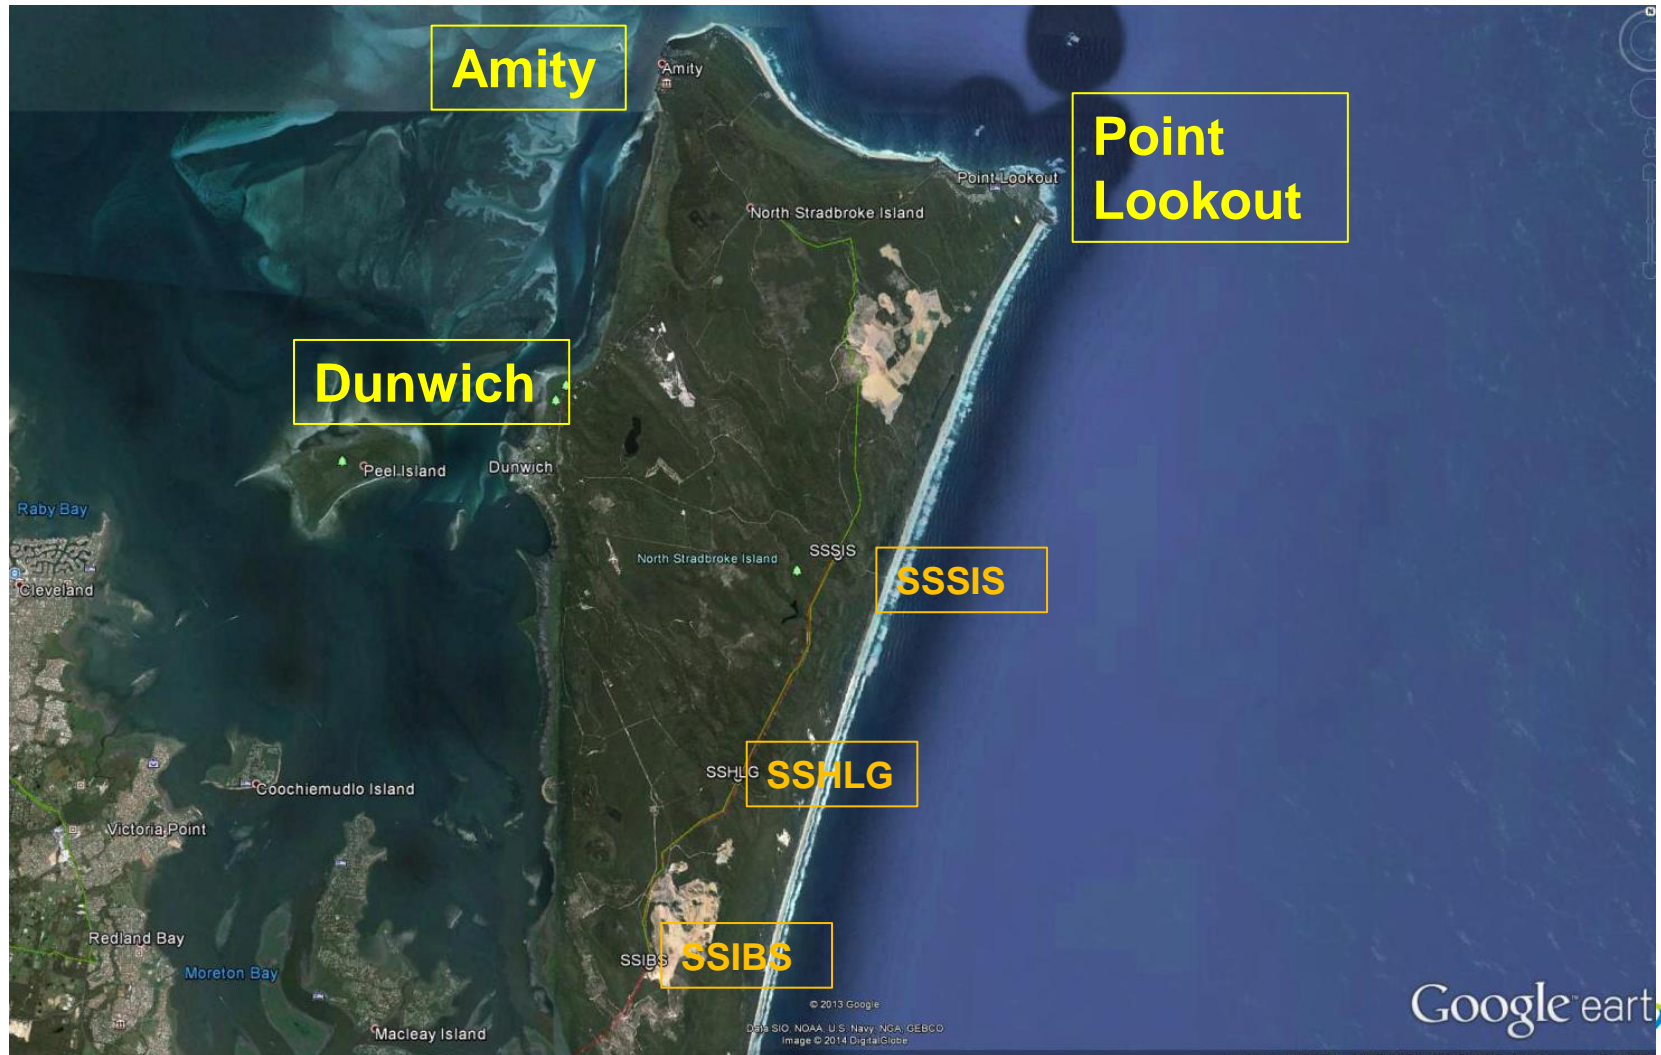 N
Amity
Amity
Point
Lookout
Point Lookout
North Stradbroke Island
Dunwich
Peel Island
Dunwich
Raby Bay
SSSIS
North Stradbroke Island
SSSIS
Cleveland
SSHLG
SSHLG
Coochiemudlo Island
Victoria Point
Redland Bay
SSIBS
SSIBS
Moreton Bay
© 2013 Google
Macleay Island
Data SIO, NOAA, U.S. Navy, NGA, GEBCO
Image © 2014 DigitalGlobe
Google eart